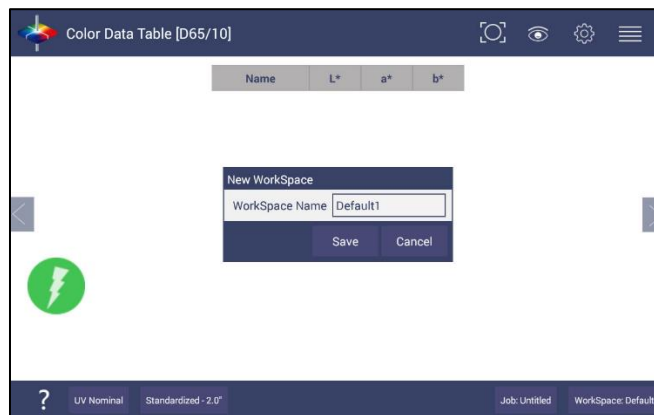 Color Data Table [D65/10]
Name L* a* b*
New WorkSpace
WorkSpace Name Default1
Save Cancel
? UV Nominal Standardized - 2.0" Job: Untitled WorkSpace: Default